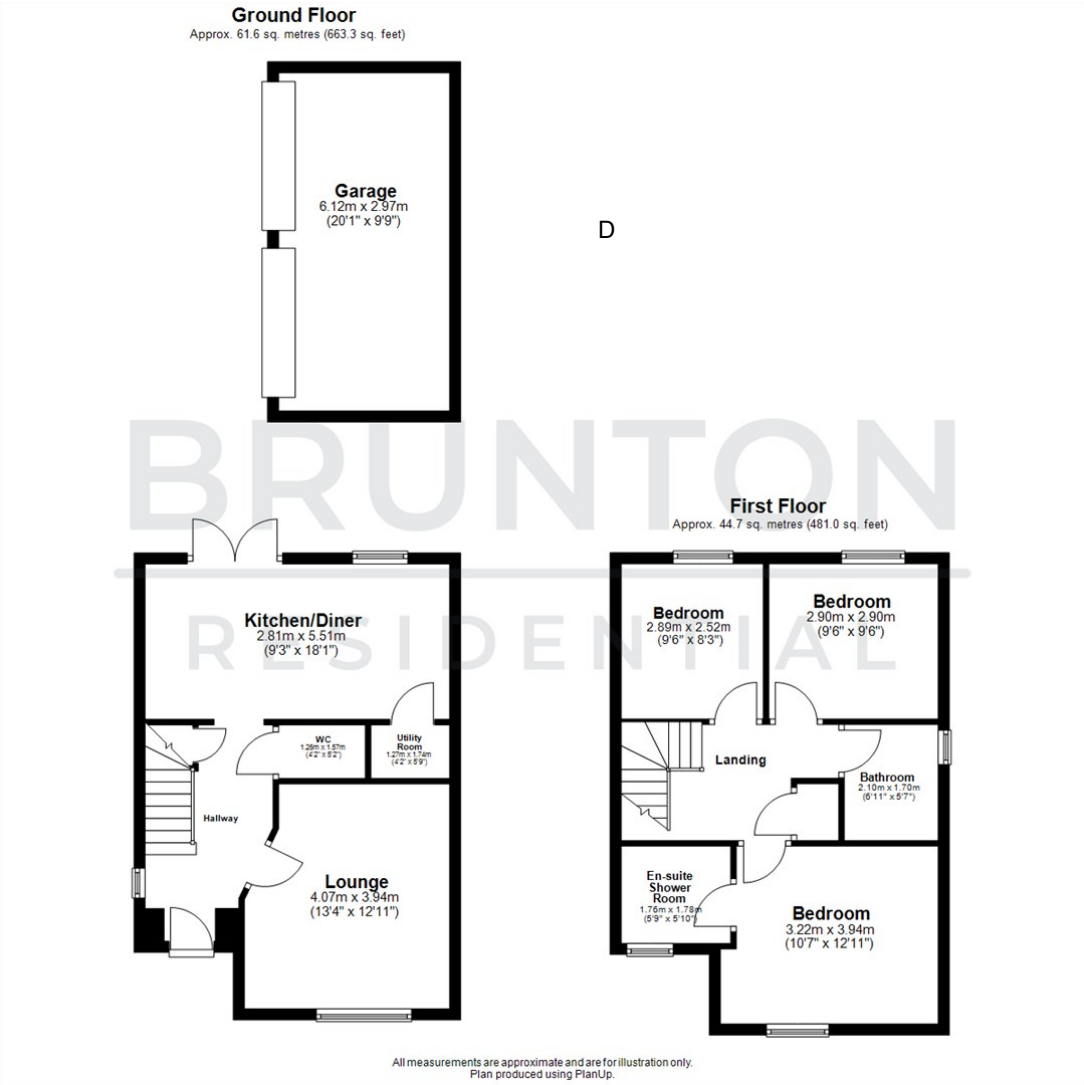 Ground Floor
Approx. 61.6 sq. metres (663.3 sq. feet)
Garage
6.12m x 2.97m
(20'1" x 9'9")
D
BRUNTON
RESIDENTIAL
Kitchen/Diner
2.81m x 5.51m
(9'3" x 18'1")
WC
1.26m x 1.57m
(4'2" x 5'2")
Utility
Room
1.27m x 1.74m
(4'2" x 5'9")
Hallway
Lounge
4.07m x 3.94m
(13'4" x 12'11")
First Floor
Approx. 44.7 sq. metres (481.0 sq. feet)
Bedroom
2.89m x 2.52m
(9'6" x 8'3")
Bedroom
2.90m x 2.90m
(9'6" x 9'6")
Landing
Bathroom
2.10m x 1.70m
(6'11" x 5'7")
En-suite
Shower
Room
1.76m x 1.78m
(5'9" x 5'10")
Bedroom
3.22m x 3.94m
(10'7" x 12'11")
All measurements are approximate and are for illustration only.
Plan produced using PlanUp.